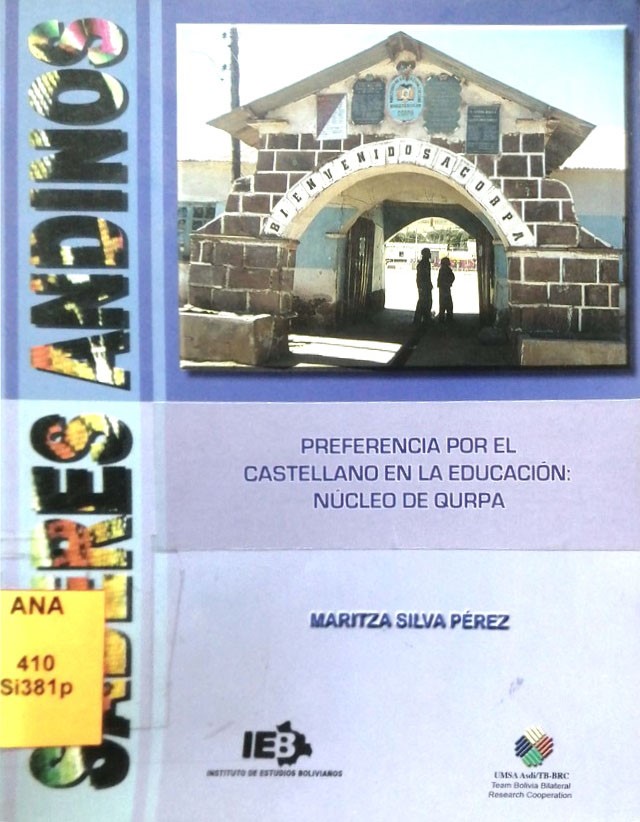 SABERES ANDINOS
BIENVENIDOS A CORPA
PREFERENCIA POR EL
CASTELLANO EN LA EDUCACIÓN:
NÚCLEO DE QURPA
MARITZA SILVA PÉREZ
ANA
410
Si381p
IEB
INSTITUTO DE ESTUDIOS BOLIVIANOS
UMSA Asdi/TB-BRC
Team Bolivia Bilateral
Research Cooperation